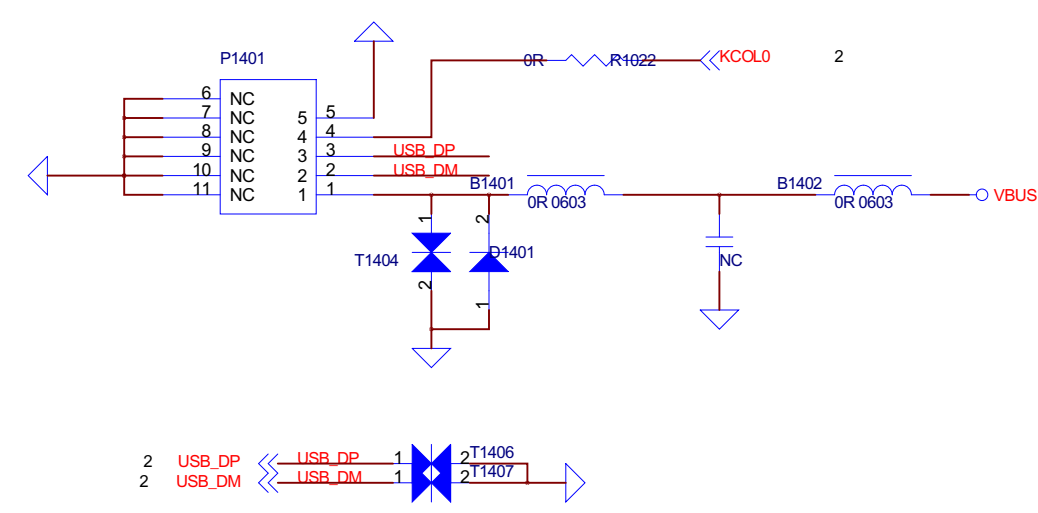 P1401
0R
R1022
KCOL0
2
6 NC
7 NC
8 NC
9 NC
10 NC
11 NC
5 5
4 4
3 3 USB_DP
2 2 USB_DM
1 1
B1401
0R 0603
B1402
0R 0603
VBUS
1
T1404
2
2
D1401
1
NC
2 USB_DP USB_DP 1 2 T1406
2 USB_DM USB_DM 1 2 T1407